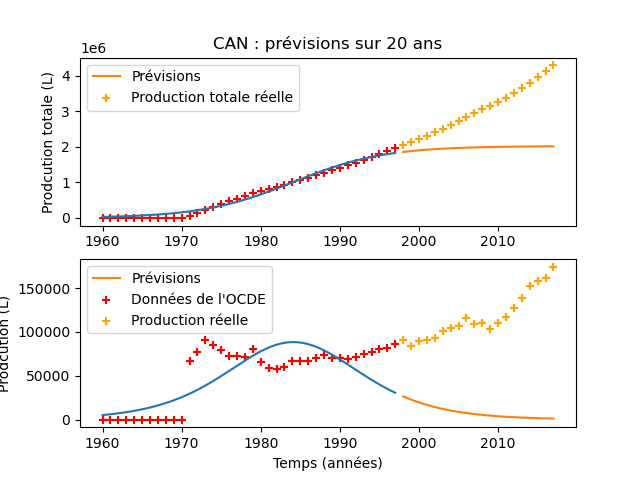 CAN : prévisions sur 20 ans
1e6
Prodcution totale (L)
4
3
2
1
0
Prévisions
Production totale réelle
1960 1970 1980 1990 2000 2010
Prodcution (L)
150000
100000
50000
0
Prévisions
Données de l'OCDE
Production réelle
1960 1970 1980 1990 2000 2010
Temps (années)